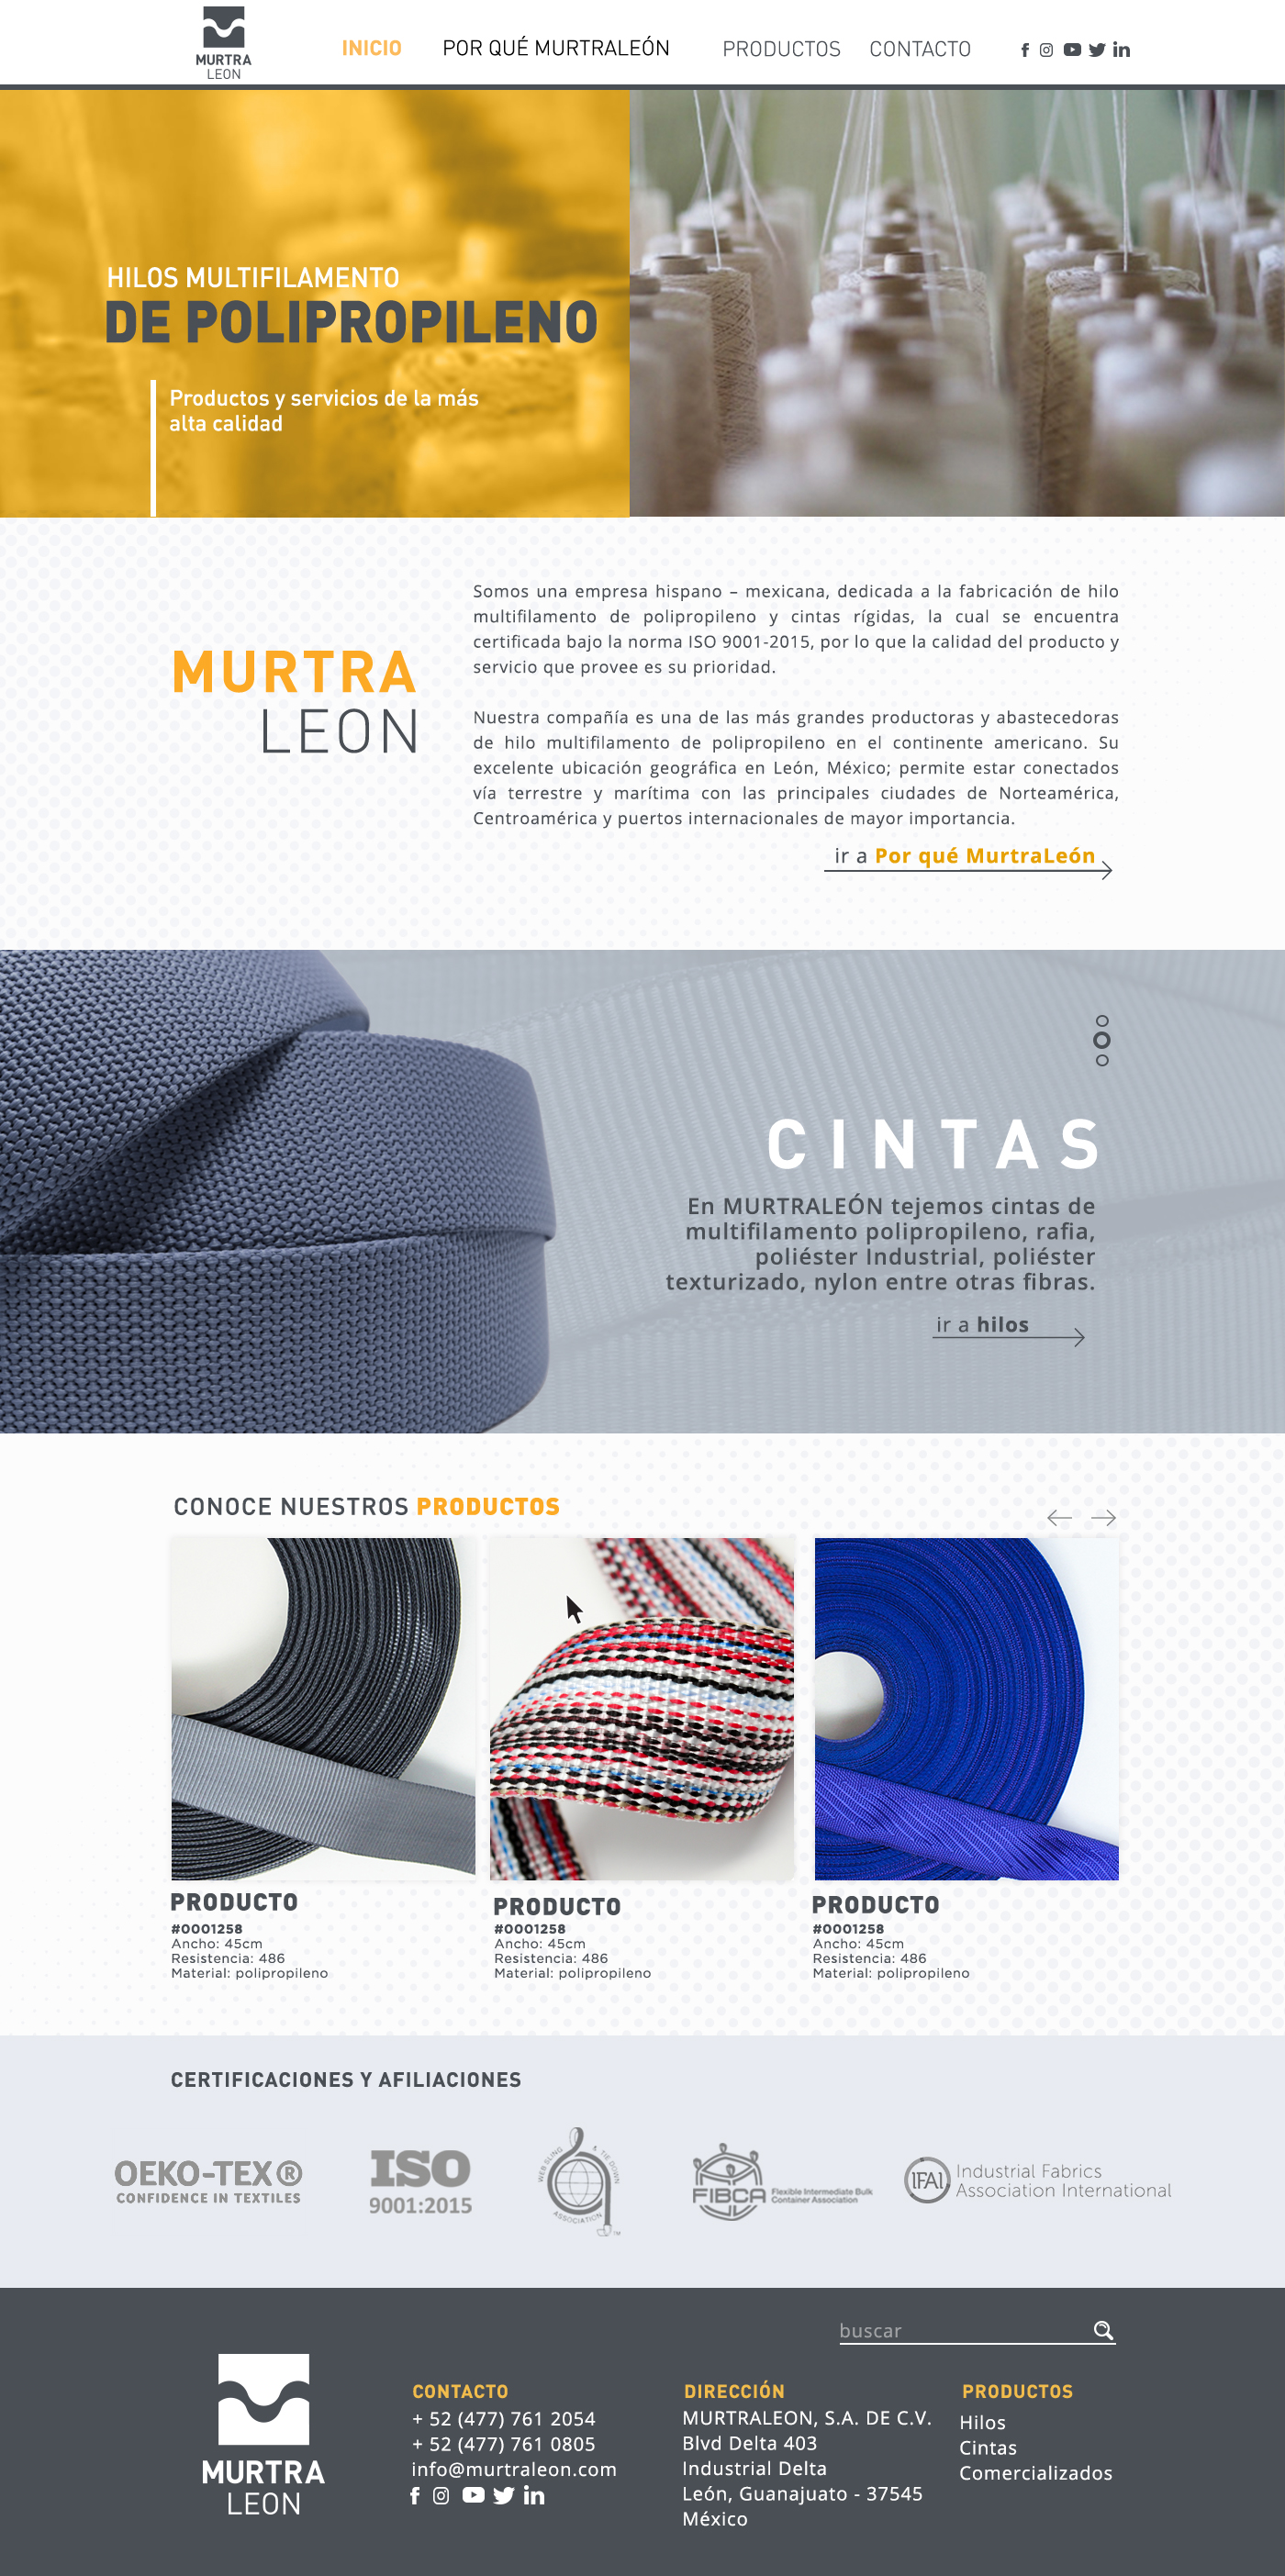 MURTRA
LEON
INICIO
POR QUÉ MURTRALEÓN
PRODUCTOS
CONTACTO
HILOS MULTIFILAMENTO
DE POLIPROPILENO
Productos y servicios de la más
alta calidad
MURTRA
LEON
Somos una empresa hispano – mexicana, dedicada a la fabricación de hilo
multifilamento de polipropileno y cintas rígidas, la cual se encuentra
certificada bajo la norma ISO 9001-2015, por lo que la calidad del producto y
servicio que provee es su prioridad.
Nuestra compañía es una de las más grandes productoras y abastecedoras
de hilo multifilamento de polipropileno en el continente americano. Su
excelente ubicación geográfica en León, México; permite estar conectados
vía terrestre y marítima con las principales ciudades de Norteamérica,
Centroamérica y puertos internacionales de mayor importancia.
ir a Por qué MurtraLeón
CINTAS
En MURTRALEÓN tejemos cintas de
multifilamento polipropileno, rafia,
poliéster Industrial, poliéster
texturizado, nylon entre otras fibras.
ir a hilos
CONOCE NUESTROS PRODUCTOS
PRODUCTO
#0001258
Ancho: 45cm
Resistencia: 486
Material: polipropileno
PRODUCTO
#0001258
Ancho: 45cm
Resistencia: 486
Material: polipropileno
PRODUCTO
#0001258
Ancho: 45cm
Resistencia: 486
Material: polipropileno
CERTIFICACIONES Y AFILIACIONES
OEKO-TEX®
CONFIDENCE IN TEXTILES
ISO
9001:2015
WEB SLING & TIE DOWN
ASSOCIATION
TM
FIBCA
Flexible Intermediate Bulk
Container Association
IFAI
Industrial Fabrics
Association International
buscar
MURTRA
LEON
CONTACTO
+ 52 (477) 761 2054
+ 52 (477) 761 0805
info@murtraleon.com
DIRECCIÓN
MURTRALEON, S.A. DE C.V.
Blvd Delta 403
Industrial Delta
León, Guanajuato - 37545
México
PRODUCTOS
Hilos
Cintas
Comercializados